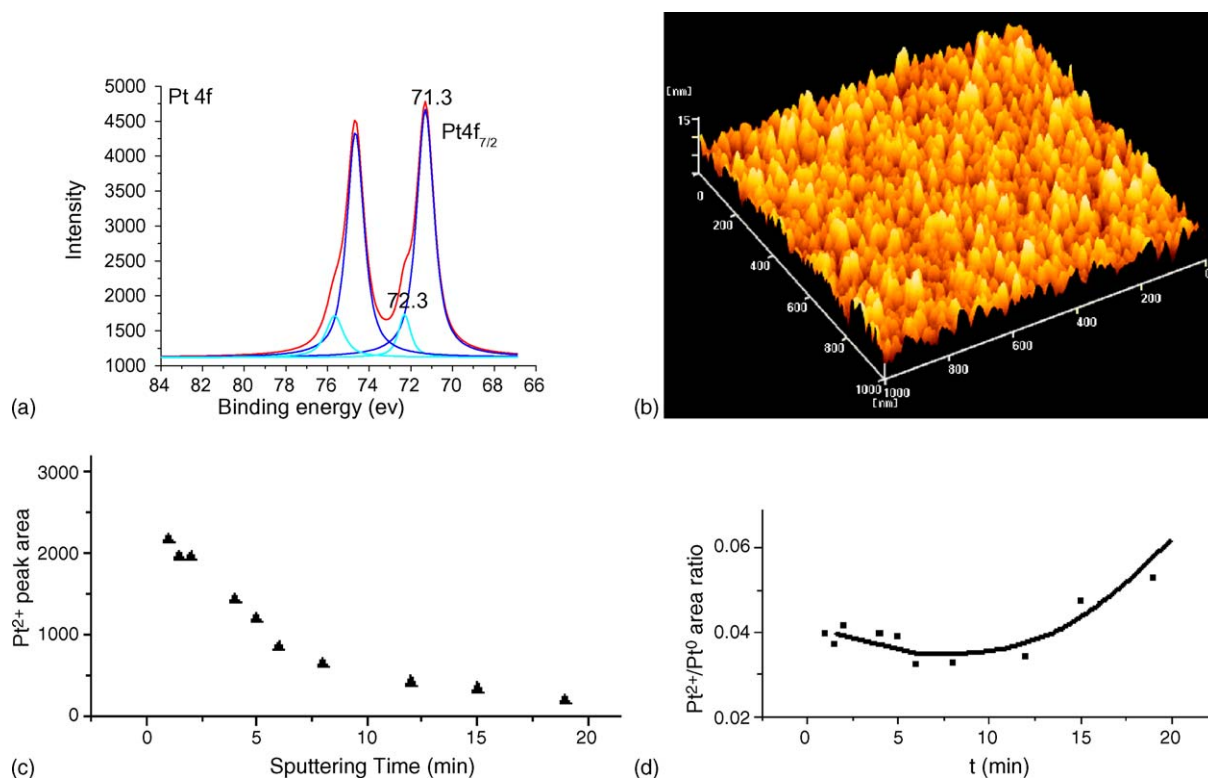 Pt 4f
71.3
Pt4f7/2
72.3
5000
4500
4000
3500
3000
2500
2000
1500
1000
Intensity
84 82 80 78 76 74 72 70 68 66
Binding energy (ev)
(a)
[nm]
15
10
0
200
400
600
800
1000
1000
800
600
400
200
0
[nm]
(b)
3000
2000
1000
0
Pt2+ peak area
0 5 10 15 20
Sputtering Time (min)
(c)
0.06
0.04
0.02
Pt2+/Pt0 area ratio
0 5 10 15 20
t (min)
(d)